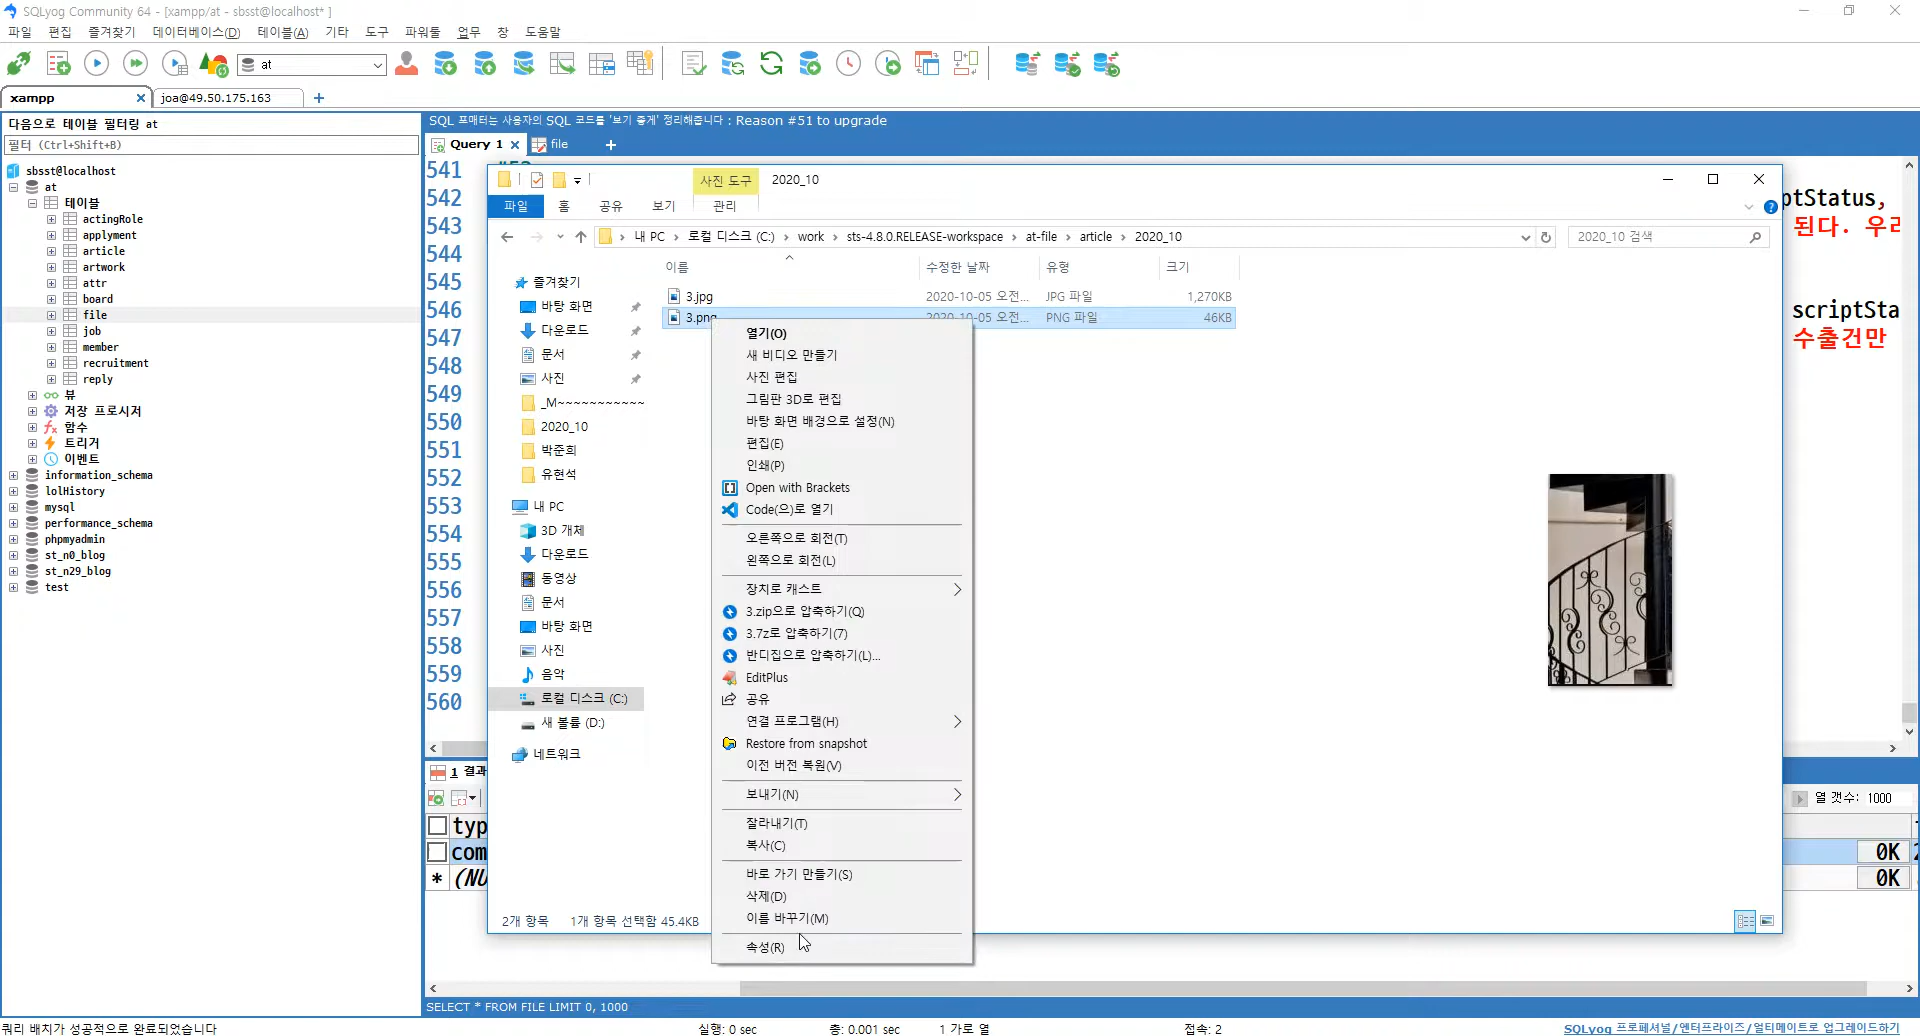 SQLyog Community 64 - [xampp/at - sbsst@localhost* ]
파일 편집 즐겨찾기 데이터베이스(D) 테이블(A) 기타 도구 파워툴 업무 창 도움말
at
xampp joa@49.50.175.163
다음으로 테이블 필터링 at
필터 (Ctrl+Shift+B)
sbsst@localhost
at
테이블
actingRole
applyment
article
artwork
attr
board
file
job
member
recruitment
reply
뷰
저장 프로시저
함수
트리거
이벤트
information_schema
lolHistory
mysql
performance_schema
phpmyadmin
st_n0_blog
st_n29_blog
test
SQL 포매터는 사용자의 SQL 코드를 '보기 좋게' 정리해줍니다 : Reason #51 to upgrade
Query 1 file
541
542
543
544
545
546
547
548
549
550
551
552
553
554
555
556
557
558
559
560
ptStatus,
된다. 우리
scriptSta
수출건만
사진 도구 2020_10
파일 홈 공유 보기 관리
내 PC 로컬 디스크 (C:) work sts-4.8.0.RELEASE-workspace at-file article 2020_10
2020_10 검색
이름 수정한 날짜 유형 크기
3.jpg 2020-10-05 오전... JPG 파일 1,270KB
3.png 2020-10-05 오전... PNG 파일 46KB
즐겨찾기
바탕 화면
다운로드
문서
사진
_M~~~~~~~~~~~
2020_10
박준희
유현석
내 PC
3D 개체
다운로드
동영상
문서
바탕 화면
사진
음악
로컬 디스크 (C:)
새 볼륨 (D:)
네트워크
열기(O)
새 비디오 만들기
사진 편집
그림판 3D로 편집
바탕 화면 배경으로 설정(N)
편집(E)
인쇄(P)
Open with Brackets
Code(으)로 열기
오른쪽으로 회전(T)
왼쪽으로 회전(L)
장치로 캐스트
3.zip으로 압축하기(Q)
3.7z로 압축하기(7)
반디집으로 압축하기(L)...
EditPlus
공유
연결 프로그램(H)
Restore from snapshot
이전 버전 복원(V)
보내기(N)
잘라내기(T)
복사(C)
바로 가기 만들기(S)
삭제(D)
이름 바꾸기(M)
속성(R)
2개 항목 1개 항목 선택함 45.4KB
1 결과
열 갯수: 1000
typ
com 0K
* (NU 0K
SELECT * FROM FILE LIMIT 0, 1000
쿼리 배치가 성공적으로 완료되었습니다 실행: 0 sec 총: 0.001 sec 1 가로 열 접속: 2 SQLyog 프로페셔널/엔터프라이즈/얼티메이트로 업그레이드하기